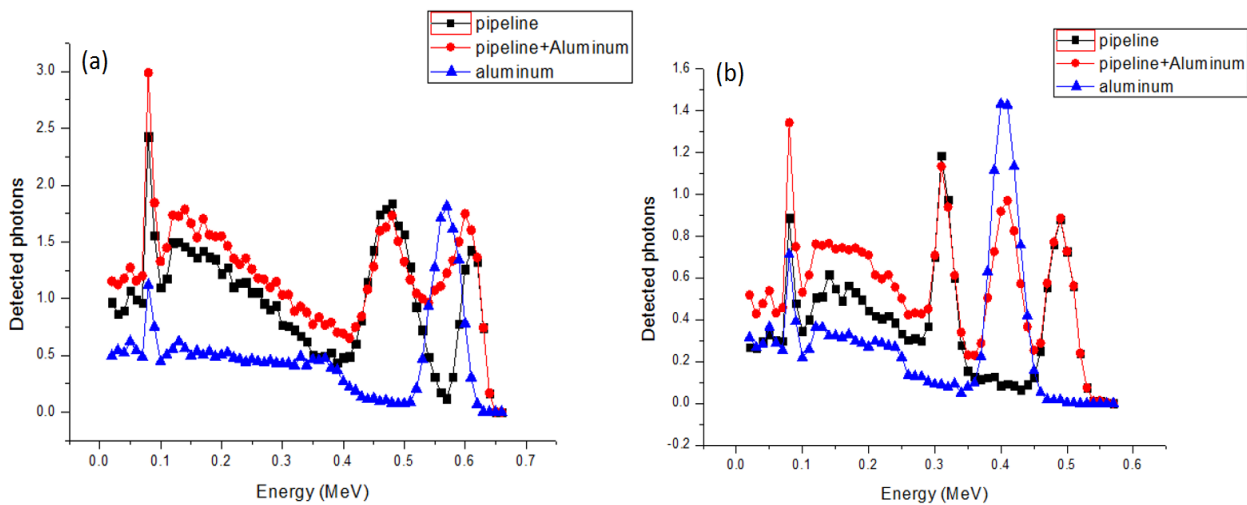 (a)
pipeline
pipeline+Aluminum
aluminum
3.0
2.5
2.0
1.5
1.0
0.5
0.0
Detected photons
0.0 0.1 0.2 0.3 0.4 0.5 0.6 0.7
Energy (MeV)
(b)
pipeline
pipeline+Aluminum
aluminum
1.6
1.4
1.2
1.0
0.8
0.6
0.4
0.2
0.0
-0.2
Detected photons
0.0 0.1 0.2 0.3 0.4 0.5 0.6
Energy (MeV)